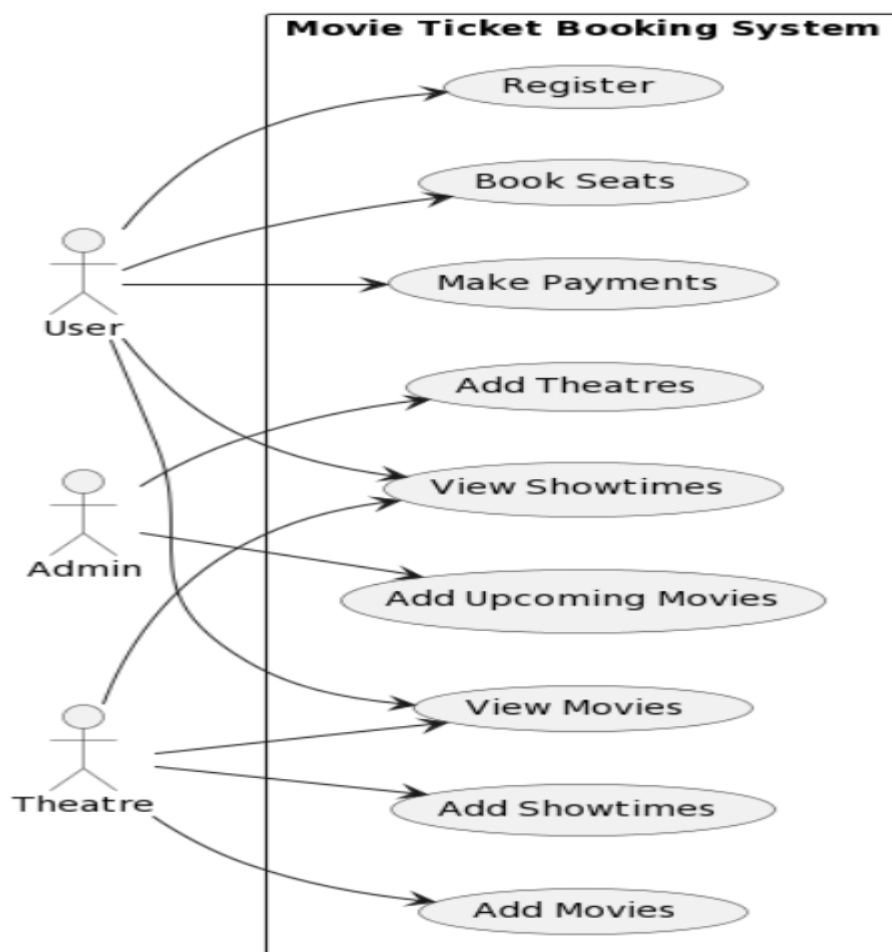 Movie Ticket Booking System
Register
Book Seats
Make Payments
User
Add Theatres
View Showtimes
Admin
Add Upcoming Movies
View Movies
Theatre
Add Showtimes
Add Movies